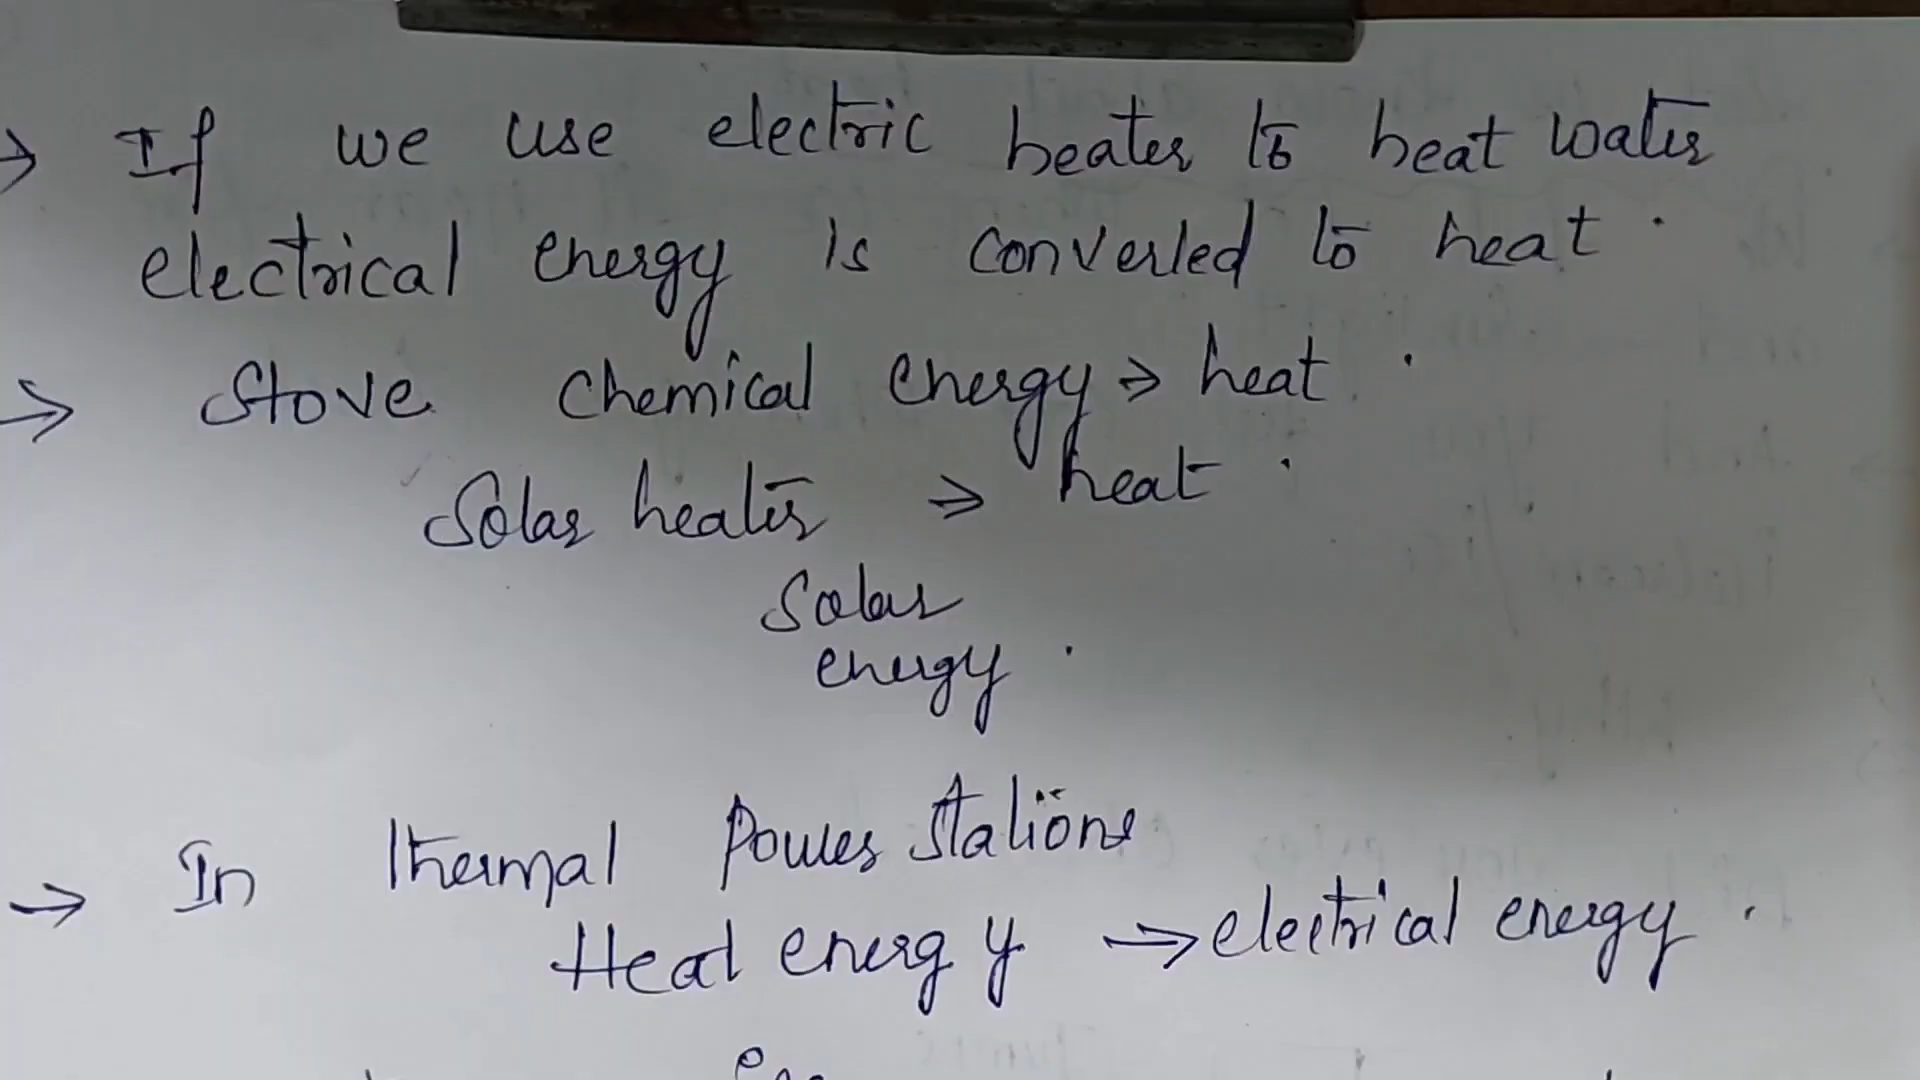 → If we use electric heater to heat water
electrical energy is converted to heat.
⇒ Stove chemical energy ⇒ heat.
Solar heater ⇒ heat.
Solar
energy.
→ In thermal power stations
Heat energy → electrical energy.